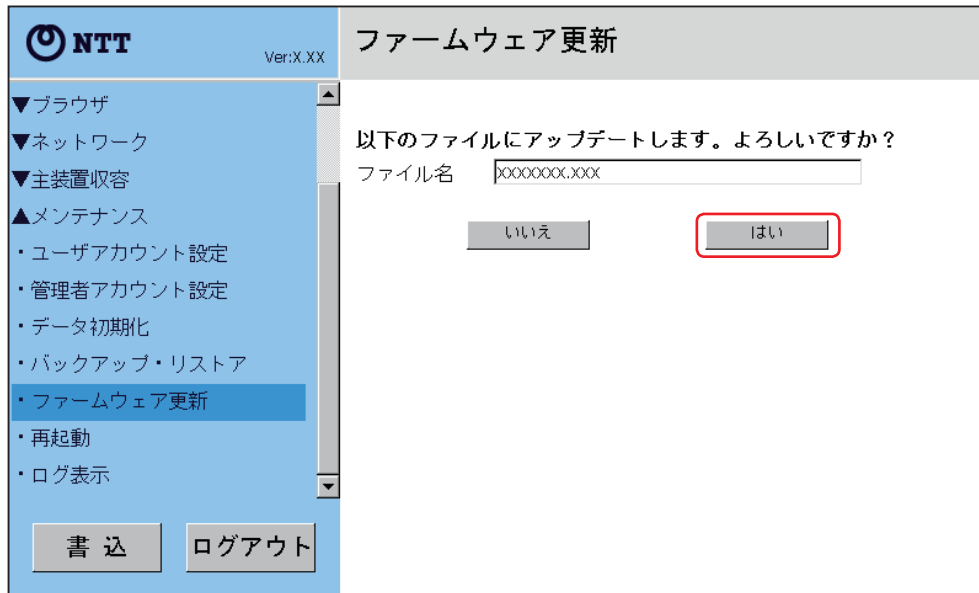 NTT
Ver:X.XX
ファームウェア更新
▼ブラウザ
▼ネットワーク
▼主装置収容
▲メンテナンス
・ユーザアカウント設定
・管理者アカウント設定
・データ初期化
・バックアップ・リストア
・ファームウェア更新
・再起動
・ログ表示
書 込
ログアウト
以下のファイルにアップデートします。よろしいですか？
ファイル名 XXXXXXX.XXX
いいえ
はい